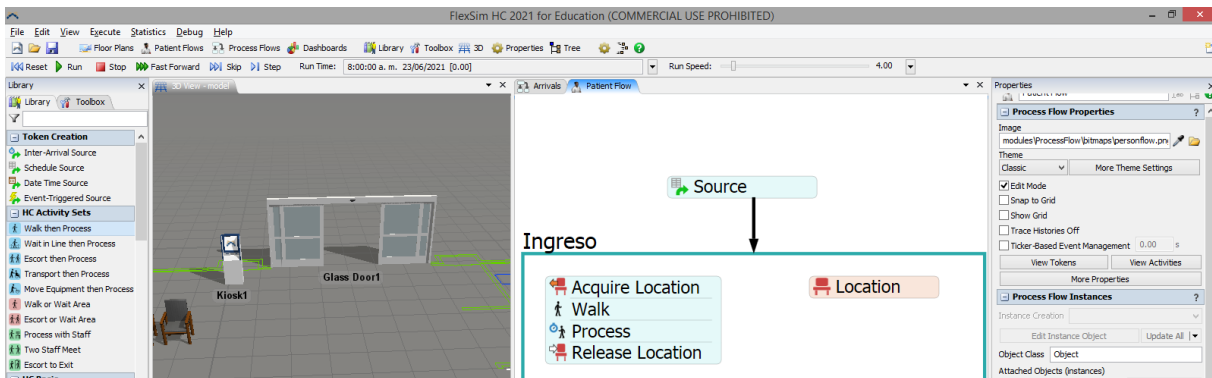 FlexSim HC 2021 for Education (COMMERCIAL USE PROHIBITED)
File Edit View Execute Statistics Debug Help
Floor Plans Patient Flows Process Flows Dashboards Library Toolbox 3D Properties Tree
Reset Run Stop Fast Forward Skip Step Run Time: 8:00:00 a. m. 23/06/2021 [0.00] Run Speed: 4.00
Library
Library Toolbox
Token Creation
Inter-Arrival Source
Schedule Source
Date Time Source
Event-Triggered Source
HC Activity Sets
Walk then Process
Wait in Line then Process
Escort then Process
Transport then Process
Move Equipment then Process
Walk or Wait Area
Escort or Wait Area
Process with Staff
Two Staff Meet
Escort to Exit
3D View - model
Kiosk1
Glass Door1
Arrivals Patient Flow
Source
Ingreso
Acquire Location
Walk
Process
Release Location
Location
Properties
Process Flow Properties ?
Image
modules\ProcessFlow\bitmaps\personflow.pn
Theme
Classic More Theme Settings
Edit Mode
Snap to Grid
Show Grid
Trace Histories Off
Ticker-Based Event Management 0.00 s
View Tokens View Activities
More Properties
Process Flow Instances ?
Instance Creation
Edit Instance Object Update All
Object Class Object
Attached Objects (instances)